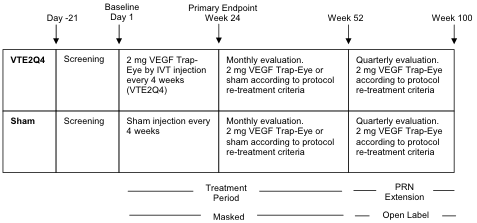 Baseline
Primary Endpoint
Day -21
Day 1
Week 24
Week 52
Week 100
VTE2Q4
Screening
2 mg VEGF Trap-
Eye by IVT injection
every 4 weeks
(VTE2Q4)
Monthly evaluation.
2 mg VEGF Trap-Eye or
sham according to protocol
re-treatment criteria
Quarterly evaluation.
2 mg VEGF Trap-Eye
according to protocol
re-treatment criteria
Sham
Screening
Sham injection every
4 weeks
Monthly evaluation.
2 mg VEGF Trap-Eye or
sham according to protocol
re-treatment criteria
Quarterly evaluation.
2 mg VEGF Trap-Eye
according to protocol
re-treatment criteria
Treatment
Period
PRN
Extension
Masked
Open Label